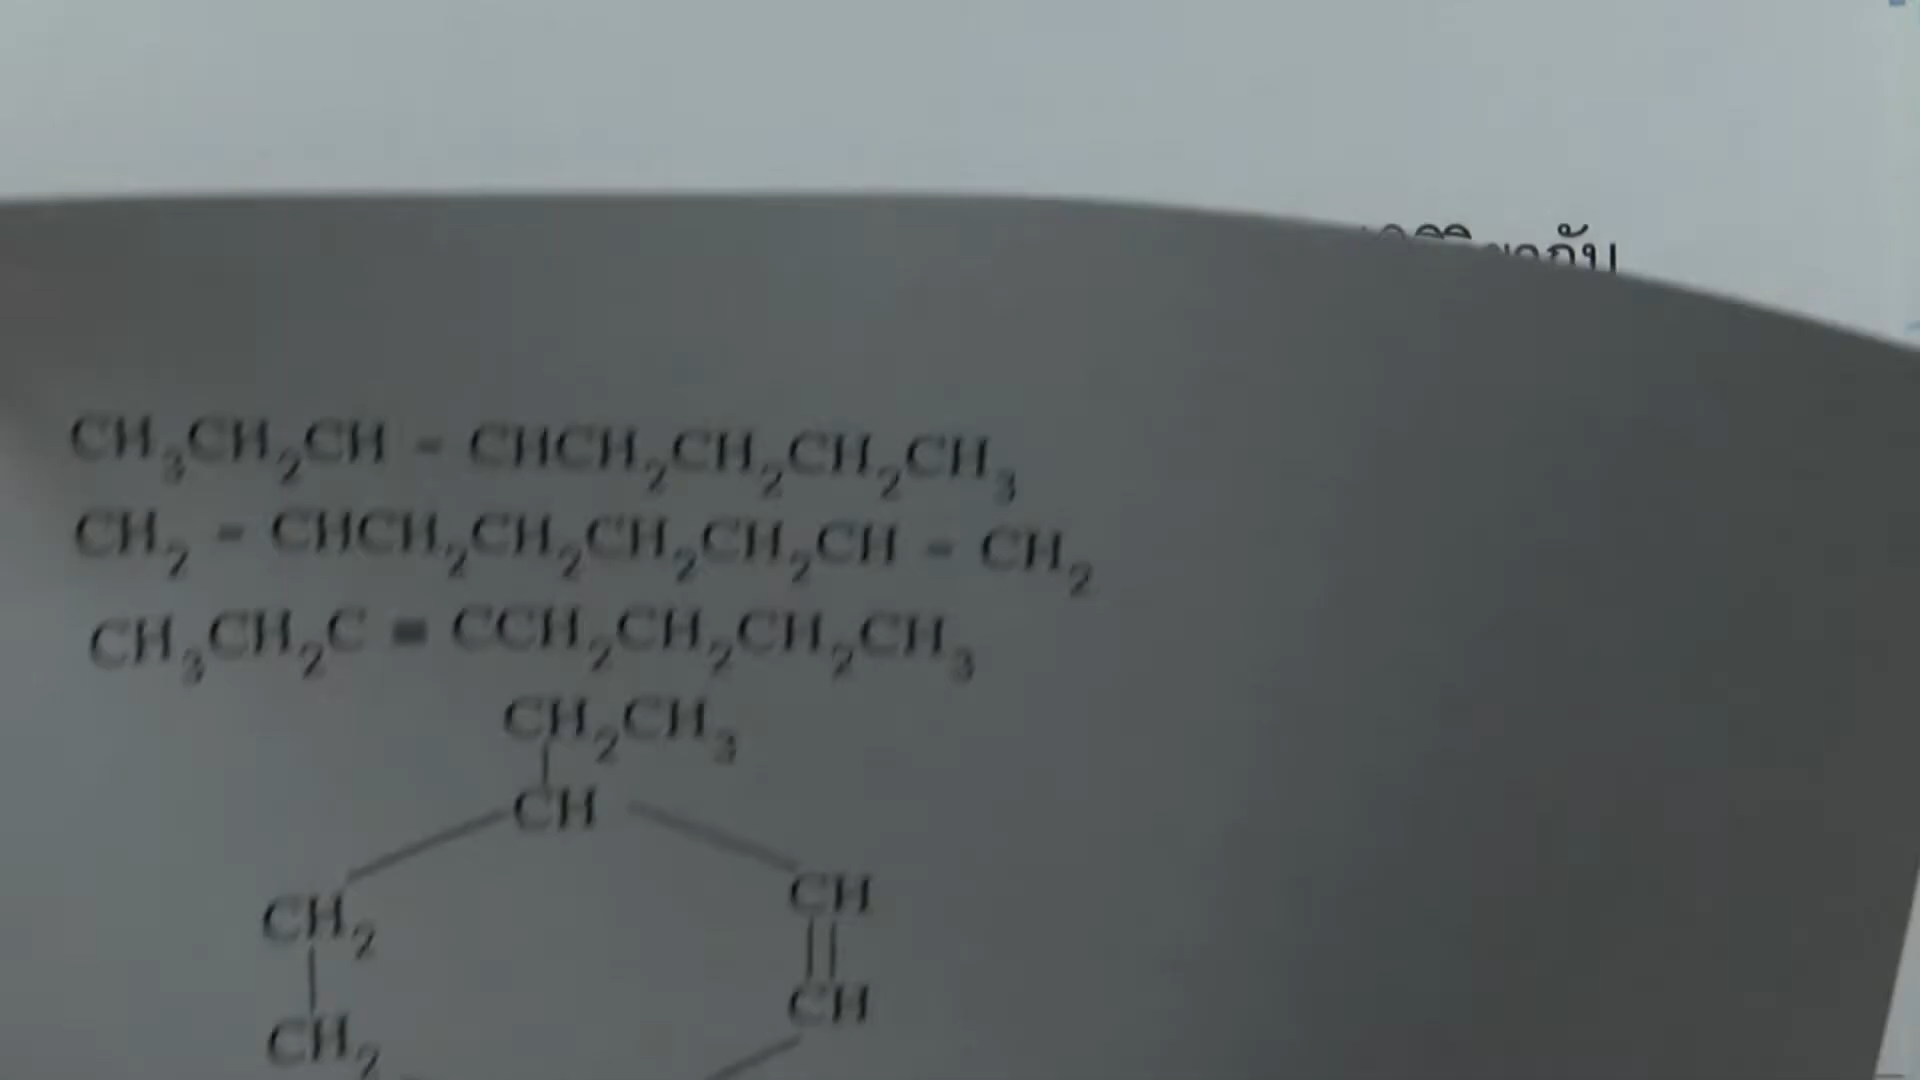 CH₃CH₂CH = CHCH₂CH₂CH₂CH₃
CH₂ = CHCH₂CH₂CH₂CH₂CH = CH₂
CH₃CH₂C ≡ CCH₂CH₂CH₂CH₃
CH₂CH₃
CH
CH
CH₂
CH
CH₂